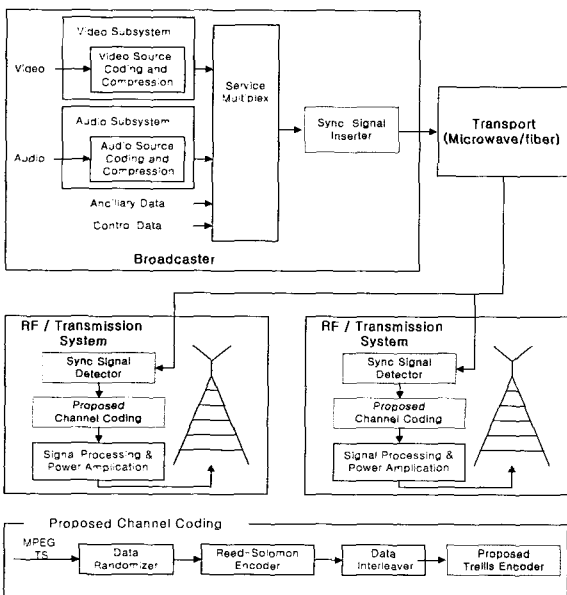 Video Subsystem
Video
Video Source
Coding and
Compression
Service
Multiplex
Sync Signal
Inserter
Transport
(Microwave/fiber)
Audio Subsystem
Audio
Audio Source
Coding and
Compression
Ancillary Data
Control Data
Broadcaster
RF / Transmission
System
Sync Signal
Detector
Proposed
Channel Coding
Signal Processing &
Power Amplication
RF / Transmission
System
Sync Signal
Detector
Proposed
Channel Coding
Signal Processing &
Power Amplication
Proposed Channel Coding
MPEG
TS
Data
Randomizer
Reed-Solomon
Encoder
Data
Interleaver
Proposed
Trellis Encoder